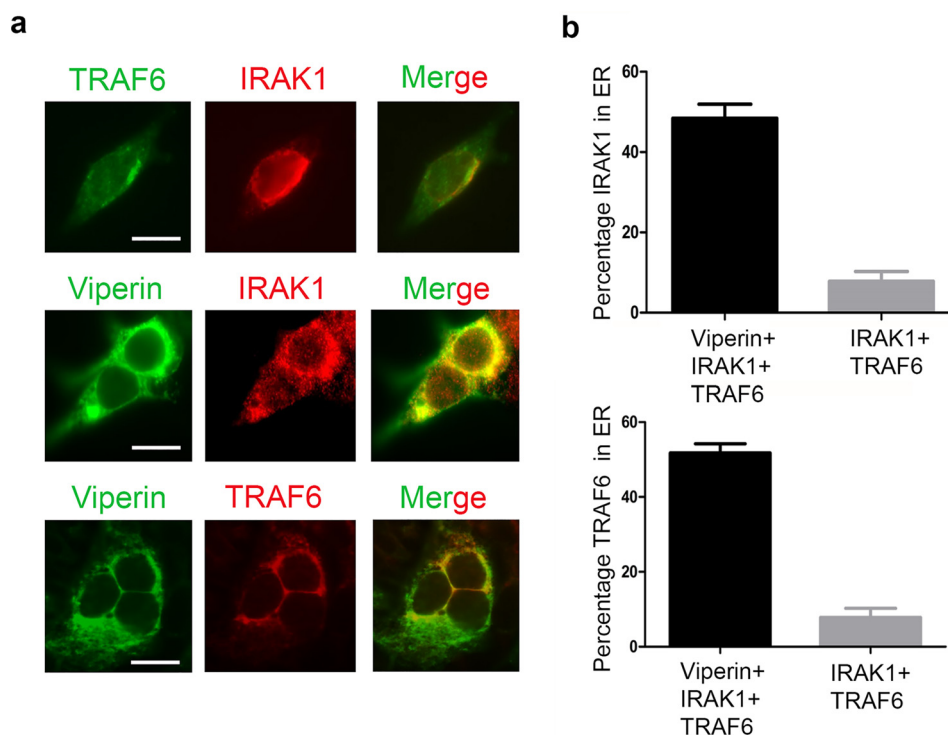 a
TRAF6 IRAK1 Merge
Viperin IRAK1 Merge
Viperin TRAF6 Merge
b
Percentage IRAK1 in ER
60
40
20
0
Viperin+
IRAK1+
TRAF6
IRAK1+
TRAF6
Percentage TRAF6 in ER
60
40
20
0
Viperin+
IRAK1+
TRAF6
IRAK1+
TRAF6